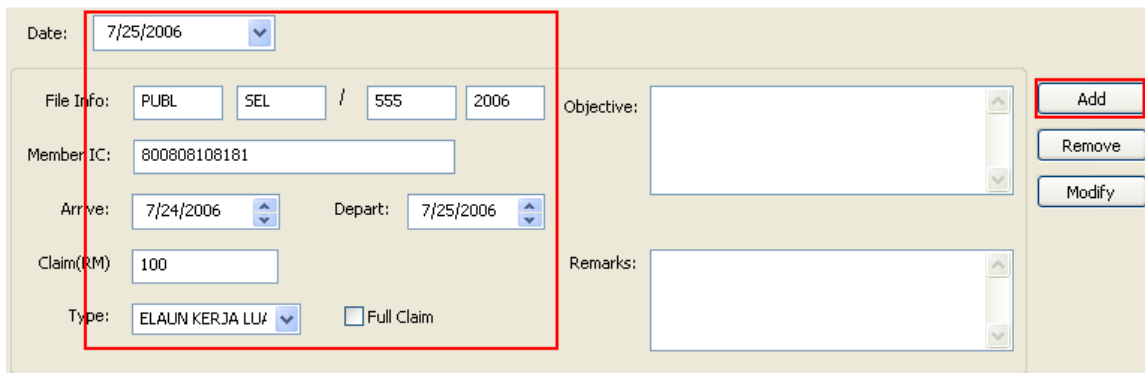 Date: 7/25/2006
File Info: PUBL SEL / 555 2006
Objective:
Add
Member IC: 800808108181
Remove
Arrive: 7/24/2006 Depart: 7/25/2006
Modify
Claim(RM) 100
Remarks:
Type: ELAUN KERJA LUA Full Claim